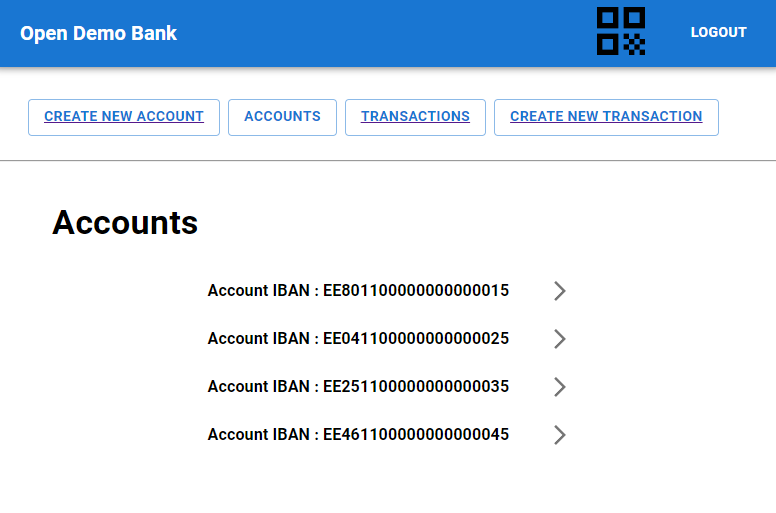 Open Demo Bank LOGOUT
CREATE NEW ACCOUNT ACCOUNTS TRANSACTIONS CREATE NEW TRANSACTION
Accounts
Account IBAN : EE801100000000000015
Account IBAN : EE041100000000000025
Account IBAN : EE251100000000000035
Account IBAN : EE461100000000000045